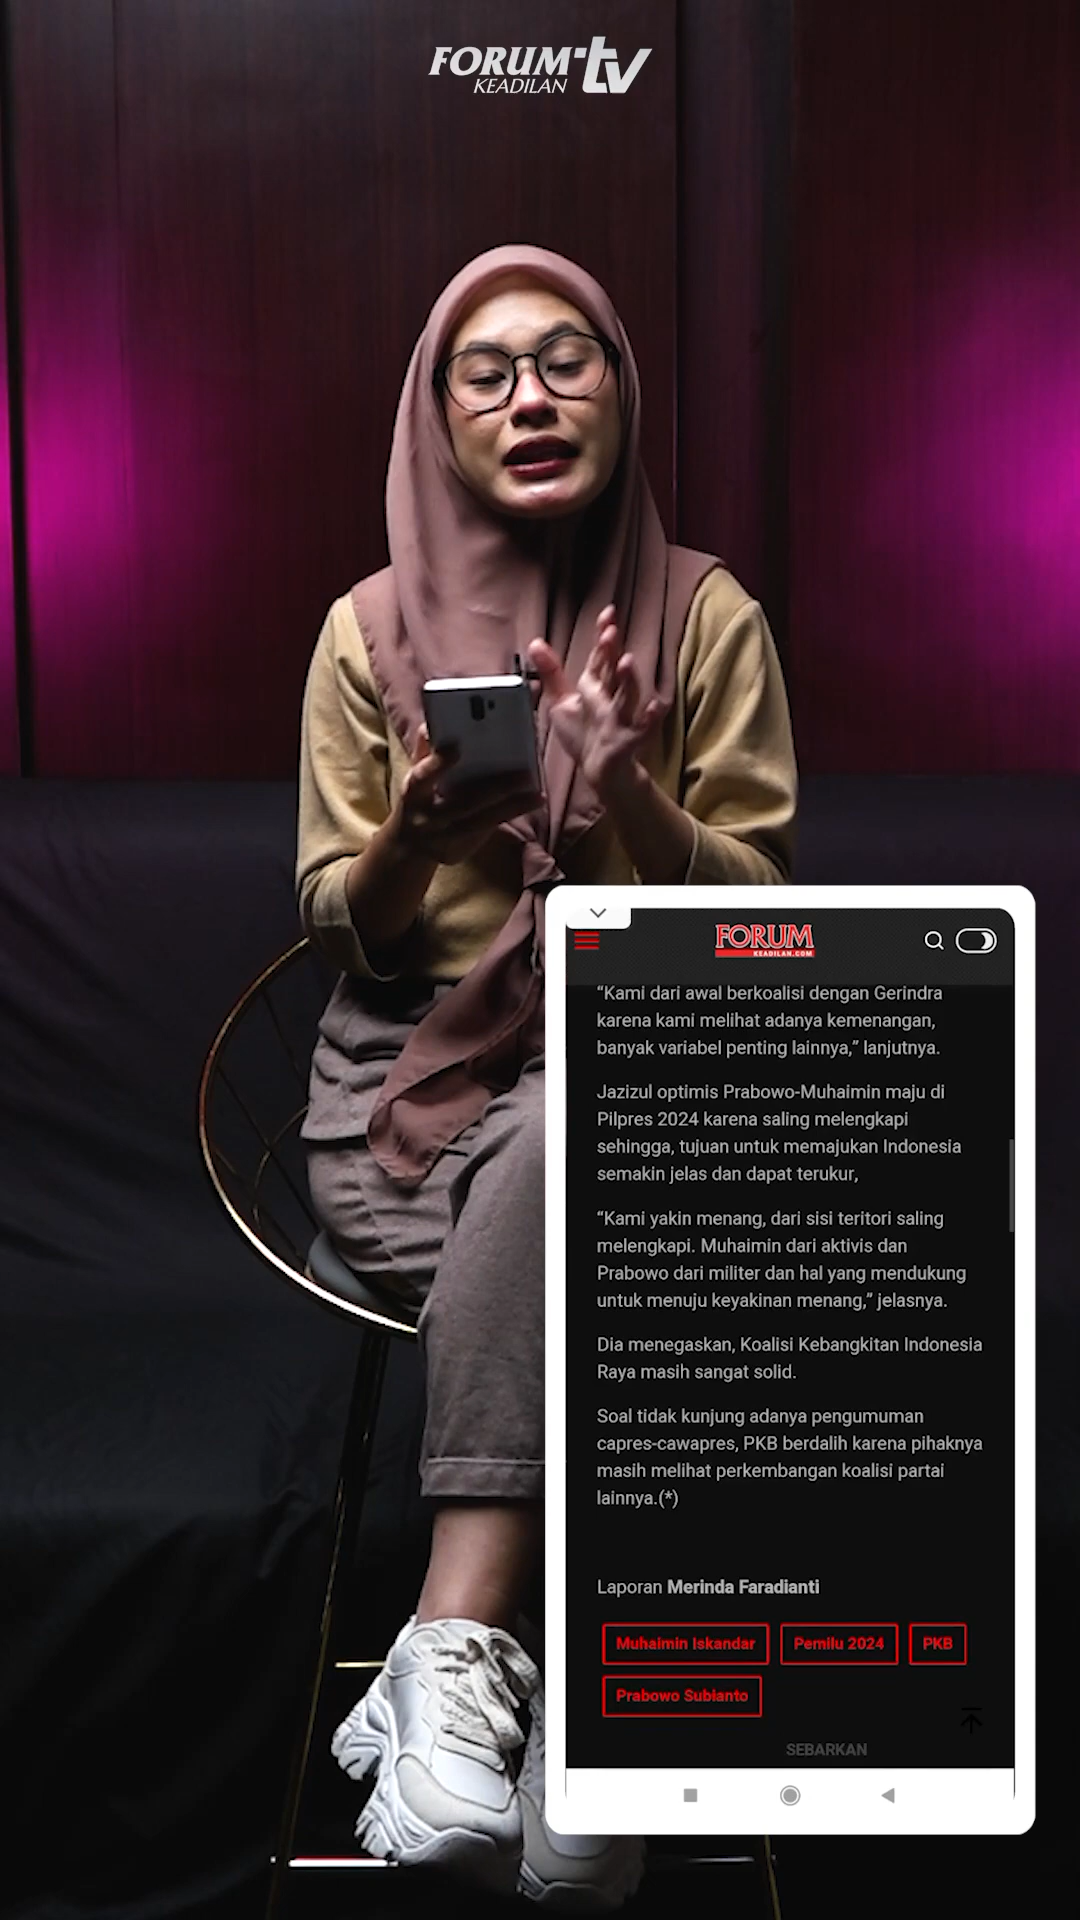 FORUM tv
KEADILAN
FORUM
KEADILAN.COM
“Kami dari awal berkoalisi dengan Gerindra
karena kami melihat adanya kemenangan,
banyak variabel penting lainnya,” lanjutnya.
Jazizul optimis Prabowo-Muhaimin maju di
Pilpres 2024 karena saling melengkapi
sehingga, tujuan untuk memajukan Indonesia
semakin jelas dan dapat terukur,
“Kami yakin menang, dari sisi teritori saling
melengkapi. Muhaimin dari aktivis dan
Prabowo dari militer dan hal yang mendukung
untuk menuju keyakinan menang,” jelasnya.
Dia menegaskan, Koalisi Kebangkitan Indonesia
Raya masih sangat solid.
Soal tidak kunjung adanya pengumuman
capres-cawapres, PKB berdalih karena pihaknya
masih melihat perkembangan koalisi partai
lainnya.(*)
Laporan Merinda Faradianti
Muhaimin Iskandar Pemilu 2024 PKB
Prabowo Subianto
SEBARKAN